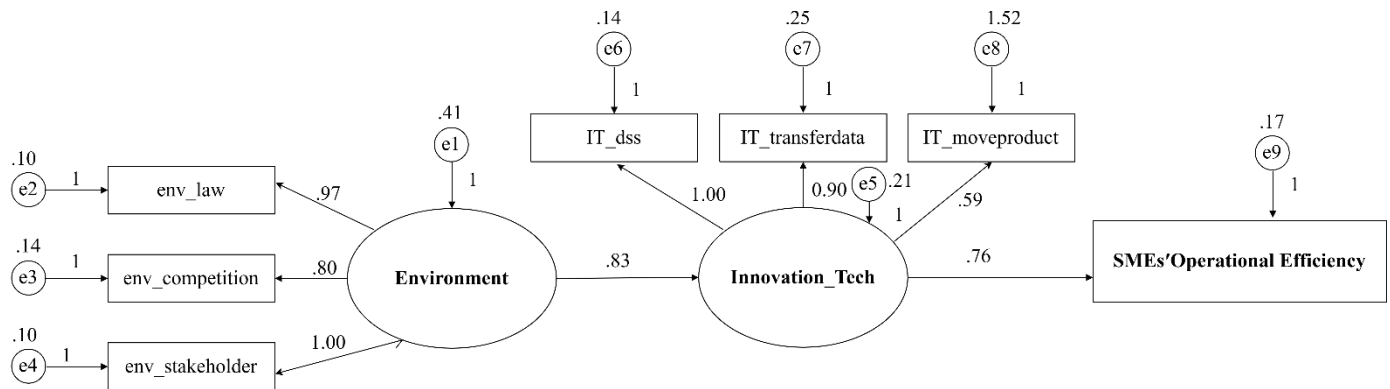 .14
e6
1
.25
e7
1
1.52
e8
1
IT_dss
IT_transferdata
IT_moveproduct
.41
e1
1
.17
e9
1
.10
e2
1
env_law
.97
1.00
0.90
e5
.21
1
.59
.14
e3
1
env_competition
.80
Environment
.83
Innovation_Tech
.76
SMEs'Operational Efficiency
.10
e4
1
env_stakeholder
1.00